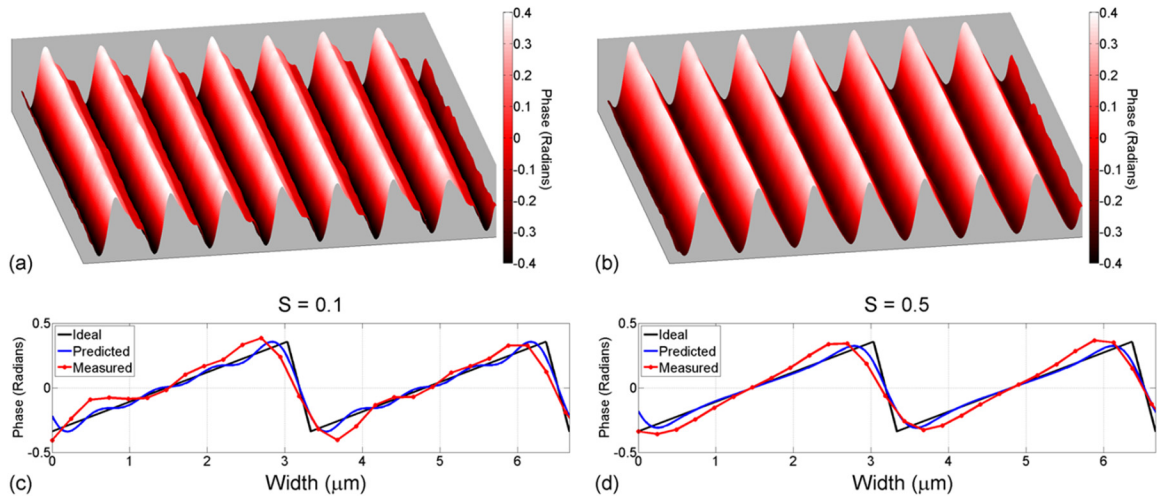 0.4
0.3
0.2
0.1
0
-0.1
-0.2
-0.3
-0.4
Phase (Radians)
(a)
0.4
0.3
0.2
0.1
0
-0.1
-0.2
-0.3
-0.4
Phase (Radians)
(b)
S = 0.1
0.5
0
-0.5
Phase (Radians)
Ideal
Predicted
Measured
0 1 2 3 4 5 6
Width (μm)
(c)
S = 0.5
0.5
0
-0.5
Phase (Radians)
Ideal
Predicted
Measured
0 1 2 3 4 5 6
Width (μm)
(d)